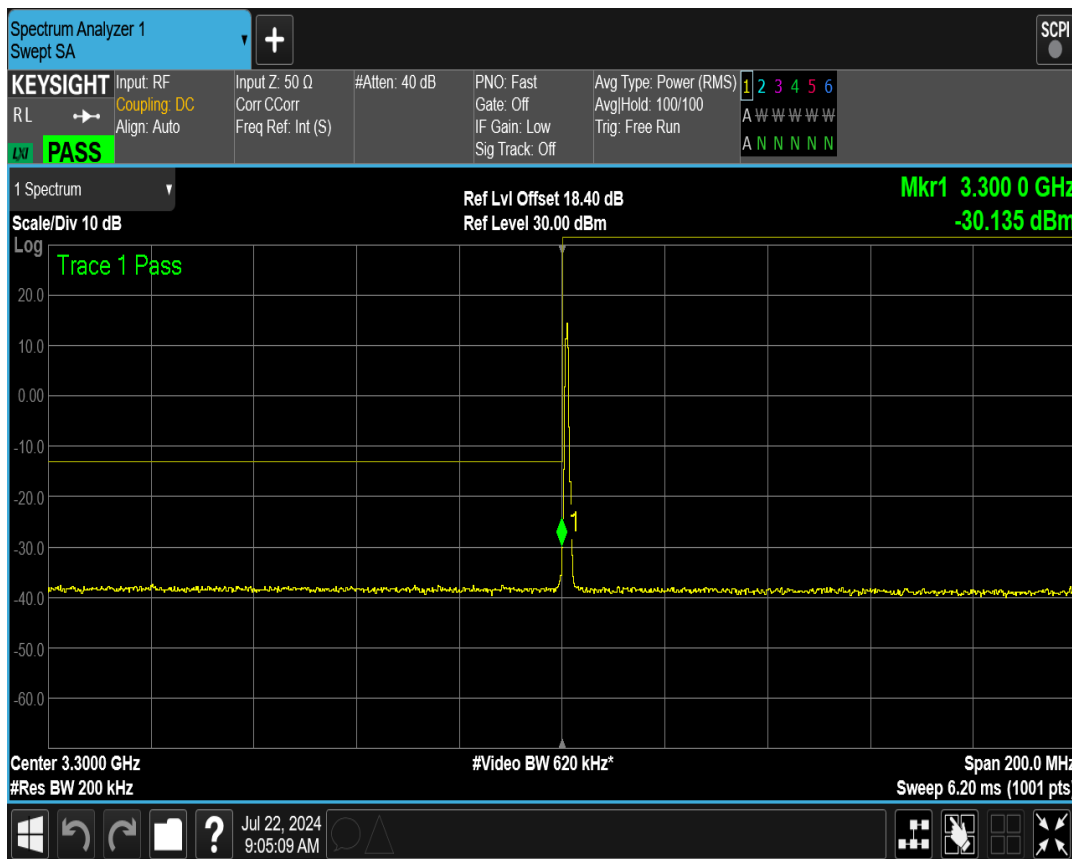 Spectrum Analyzer 1
Swept SA
+
SCPI
KEYSIGHT
RL
LXI PASS
Input: RF
Coupling: DC
Align: Auto
Input Z: 50 Ω
Corr CCorr
Freq Ref: Int (S)
#Atten: 40 dB
PNO: Fast
Gate: Off
IF Gain: Low
Sig Track: Off
Avg Type: Power (RMS)
Avg|Hold: 100/100
Trig: Free Run
1 2 3 4 5 6
A W W W W W
A N N N N N
1 Spectrum
Scale/Div 10 dB
Ref Lvl Offset 18.40 dB
Ref Level 30.00 dBm
Mkr1 3.300 0 GHz
-30.135 dBm
Log
Trace 1 Pass
20.0
10.0
0.00
-10.0
-20.0
1
-30.0
-40.0
-50.0
-60.0
Center 3.3000 GHz
#Res BW 200 kHz
#Video BW 620 kHz*
Span 200.0 MHz
Sweep 6.20 ms (1001 pts)
?
Jul 22, 2024
9:05:09 AM